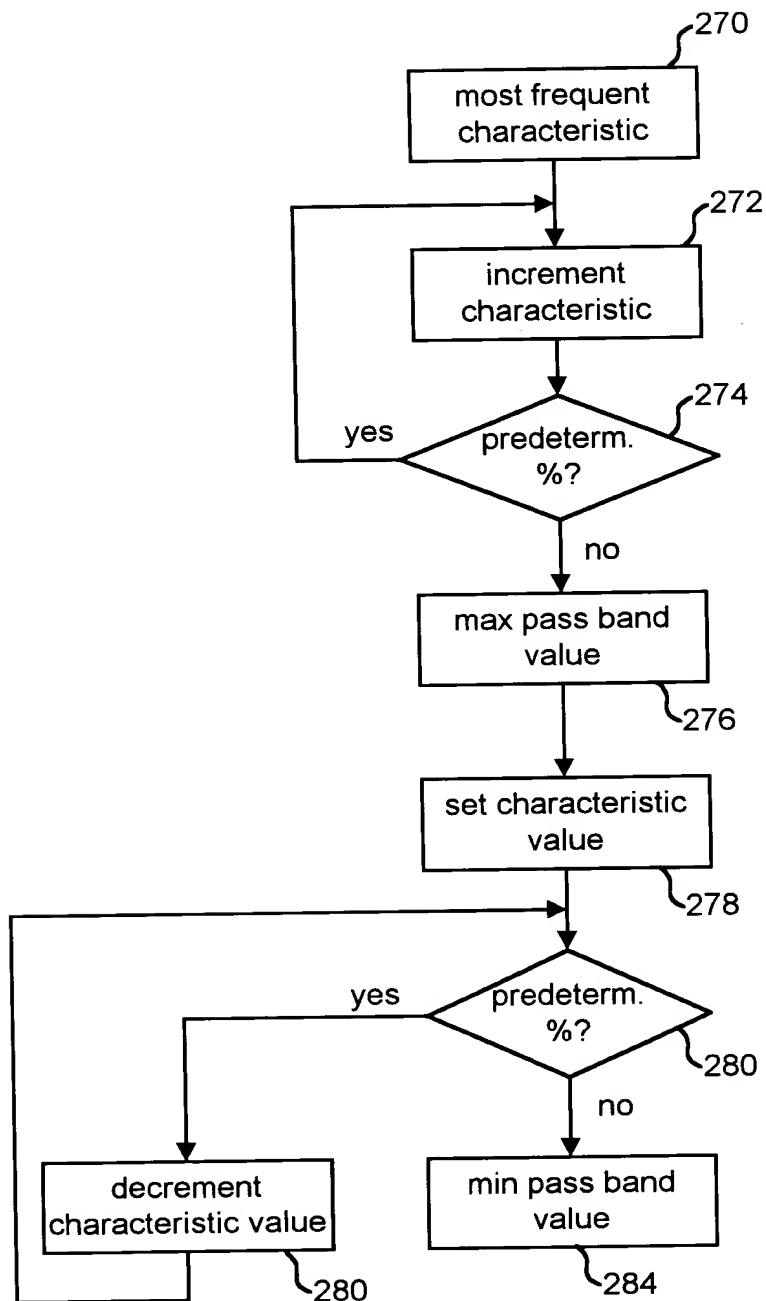 270
most frequent
characteristic
272
increment
characteristic
274
yes
predeterm.
%?
no
max pass band
value
276
set characteristic
value
278
yes
predeterm.
%?
280
no
decrement
characteristic value
280
min pass band
value
284